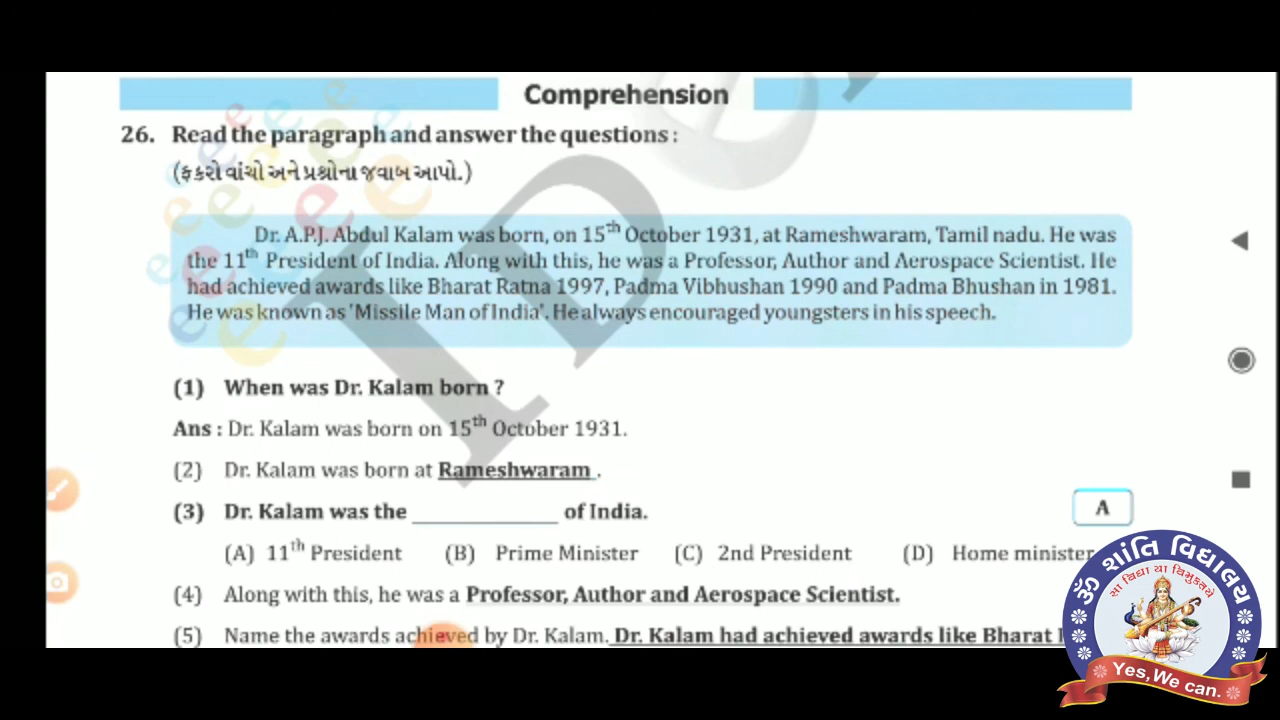 Comprehension
26. Read the paragraph and answer the questions :
(ફકરો વાંચો અને પ્રશ્નોના જવાબ આપો.)
Dr. A.P.J. Abdul Kalam was born, on 15th October 1931, at Rameshwaram, Tamil nadu. He was
the 11th President of India. Along with this, he was a Professor, Author and Aerospace Scientist. He
had achieved awards like Bharat Ratna 1997, Padma Vibhushan 1990 and Padma Bhushan in 1981.
He was known as 'Missile Man of India'. He always encouraged youngsters in his speech.
(1) When was Dr. Kalam born ?
Ans : Dr. Kalam was born on 15th October 1931.
(2) Dr. Kalam was born at Rameshwaram .
(3) Dr. Kalam was the ______________ of India. A
(A) 11th President (B) Prime Minister (C) 2nd President (D) Home minister
(4) Along with this, he was a Professor, Author and Aerospace Scientist.
(5) Name the awards achieved by Dr. Kalam. Dr. Kalam had achieved awards like Bharat
ૐ શાંતિ વિદ્યાલય
સા વિદ્યા યા વિમુક્તયે
Yes, We can.